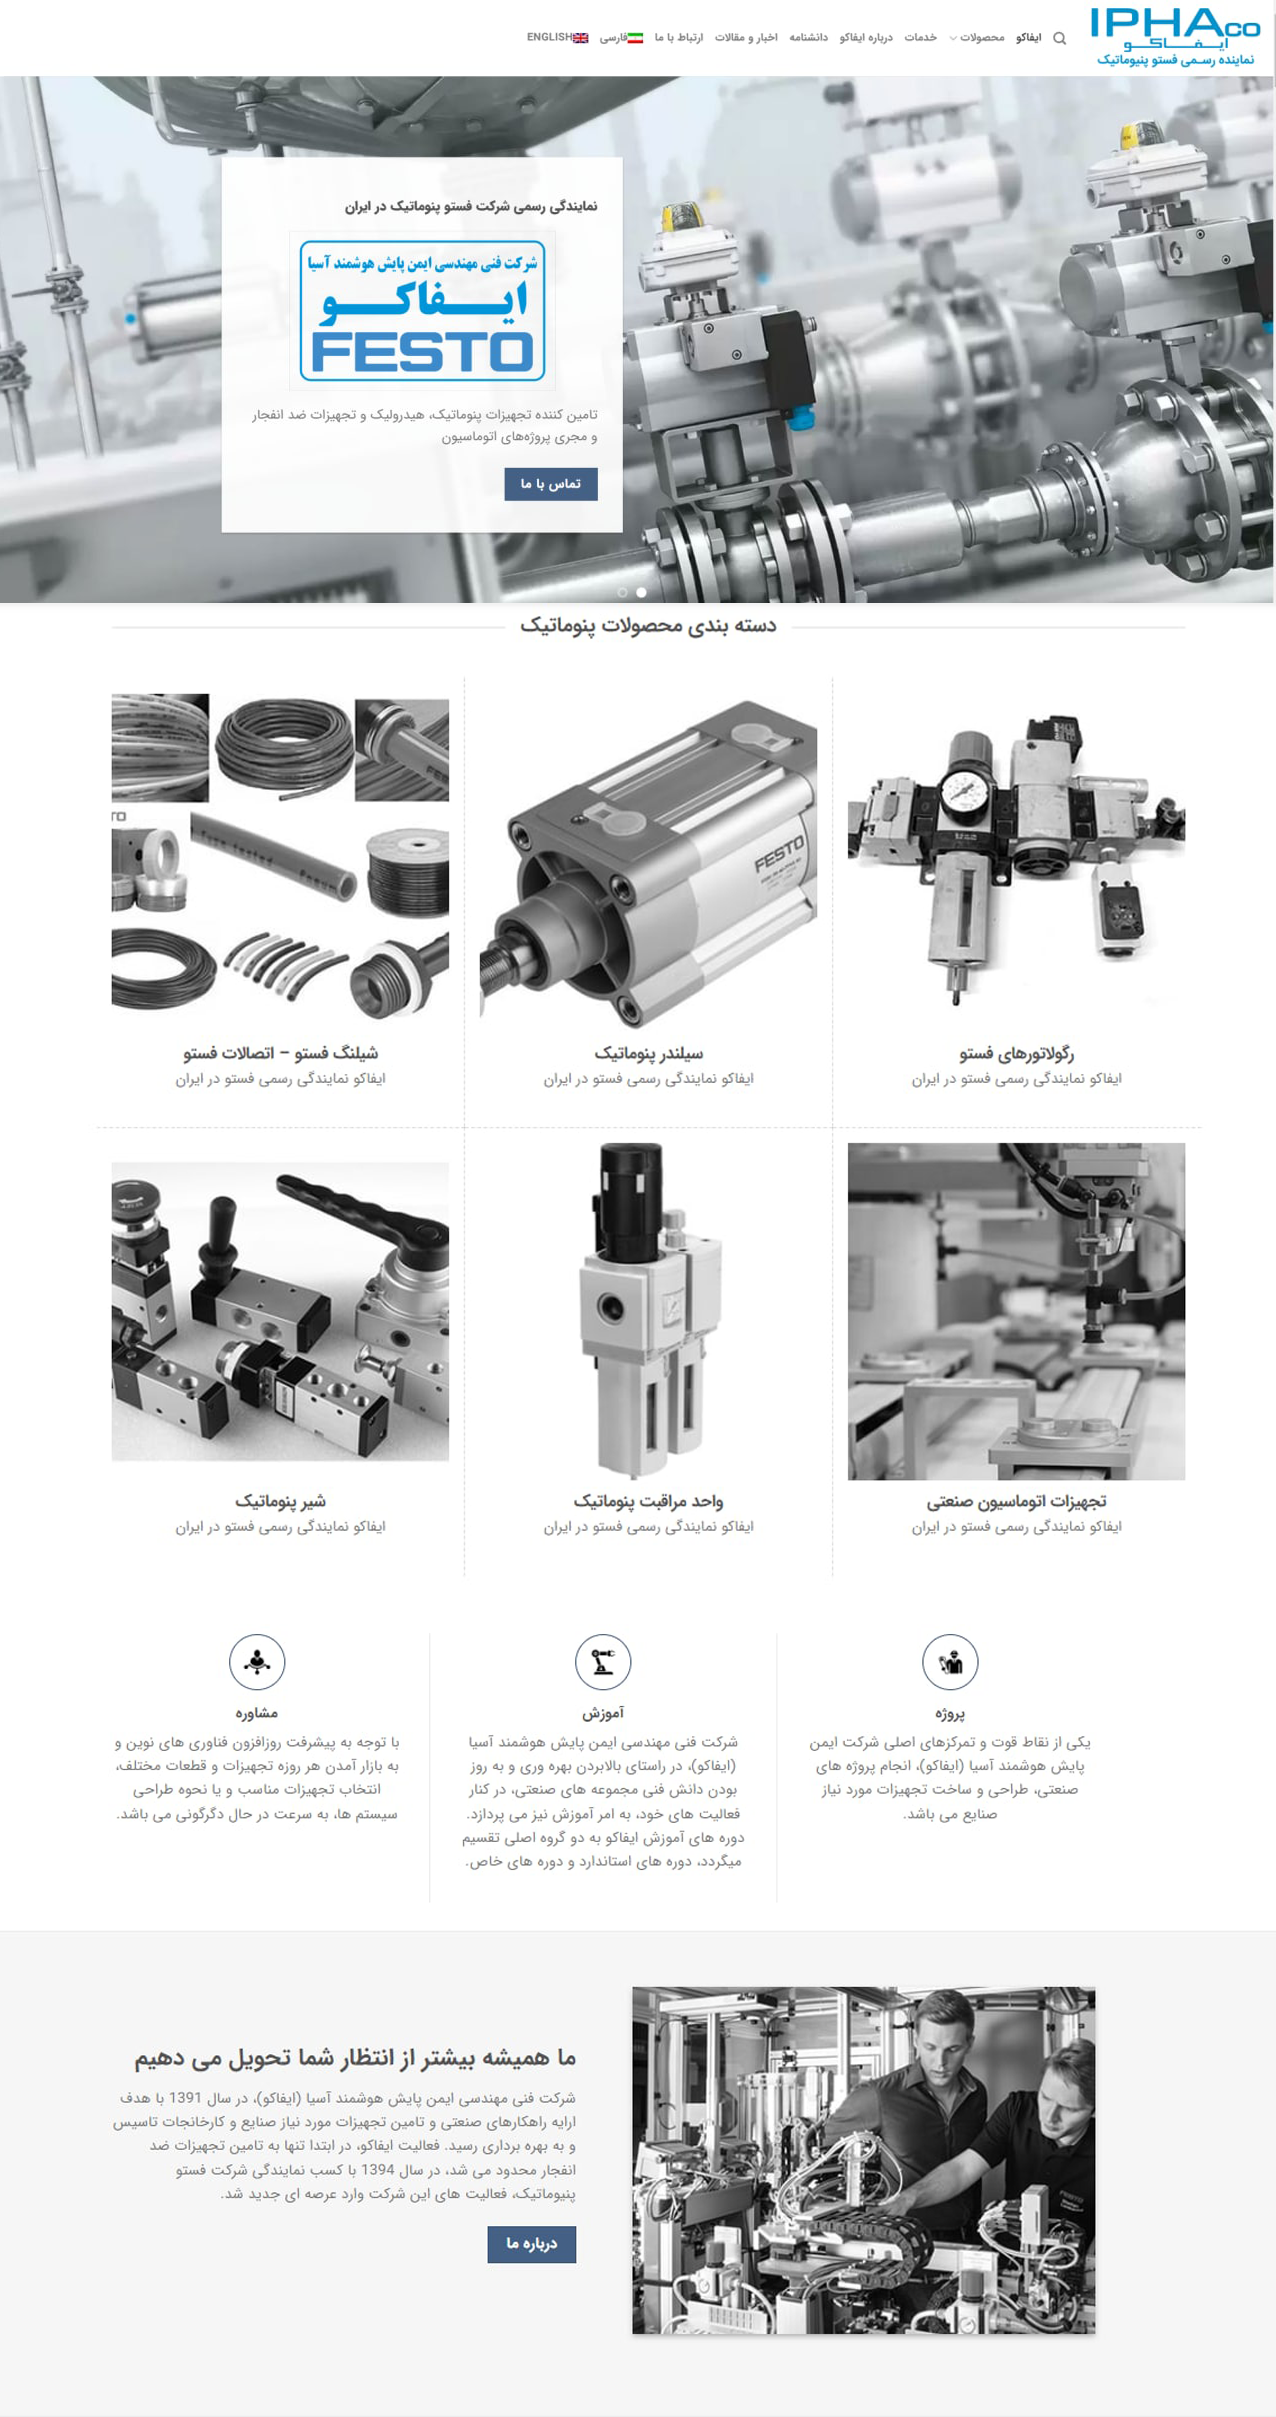 IPHAco
ایفاکو
نماینده رسمی فستو پنیوماتیک
ایفاکو
محصولات
خدمات
درباره ایفاکو
دانشنامه
اخبار و مقالات
ارتباط با ما
فارسی
ENGLISH
نمایندگی رسمی شرکت فستو پنوماتیک در ایران
شرکت فنی مهندسی ایمن پایش هوشمند آسیا
ایفاکو
FESTO
تامین کننده تجهیزات پنوماتیک، هیدرولیک و تجهیزات ضد انفجار
و مجری پروژه‌های اتوماسیون
تماس با ما
دسته بندی محصولات پنوماتیک
FESTO
رگولاتورهای فستو
ایفاکو نمایندگی رسمی فستو در ایران
سیلندر پنوماتیک
ایفاکو نمایندگی رسمی فستو در ایران
شیلنگ فستو – اتصالات فستو
ایفاکو نمایندگی رسمی فستو در ایران
تجهیزات اتوماسیون صنعتی
ایفاکو نمایندگی رسمی فستو در ایران
واحد مراقبت پنوماتیک
ایفاکو نمایندگی رسمی فستو در ایران
شیر پنوماتیک
ایفاکو نمایندگی رسمی فستو در ایران
پروژه
یکی از نقاط قوت و تمرکزهای اصلی شرکت ایمن
پایش هوشمند آسیا (ایفاکو)، انجام پروژه های
صنعتی، طراحی و ساخت تجهیزات مورد نیاز
صنایع می باشد.
آموزش
شرکت فنی مهندسی ایمن پایش هوشمند آسیا
(ایفاکو)، در راستای بالابردن بهره وری و به روز
بودن دانش فنی مجموعه های صنعتی، در کنار
فعالیت های خود، به امر آموزش نیز می پردازد.
دوره های آموزش ایفاکو به دو گروه اصلی تقسیم
میگردد، دوره های استاندارد و دوره های خاص.
مشاوره
با توجه به پیشرفت روزافزون فناوری های نوین و
به بازار آمدن هر روزه تجهیزات و قطعات مختلف،
انتخاب تجهیزات مناسب و یا نحوه طراحی
سیستم ها، به سرعت در حال دگرگونی می باشد.
ما همیشه بیشتر از انتظار شما تحویل می دهیم
شرکت فنی مهندسی ایمن پایش هوشمند آسیا (ایفاکو)، در سال 1391 با هدف
ارایه راهکارهای صنعتی و تامین تجهیزات مورد نیاز صنایع و کارخانجات تاسیس
و به بهره برداری رسید. فعالیت ایفاکو، در ابتدا تنها به تامین تجهیزات ضد
انفجار محدود می شد، در سال 1394 با کسب نمایندگی شرکت فستو
پنیوماتیک، فعالیت های این شرکت وارد عرصه ای جدید شد.
درباره ما